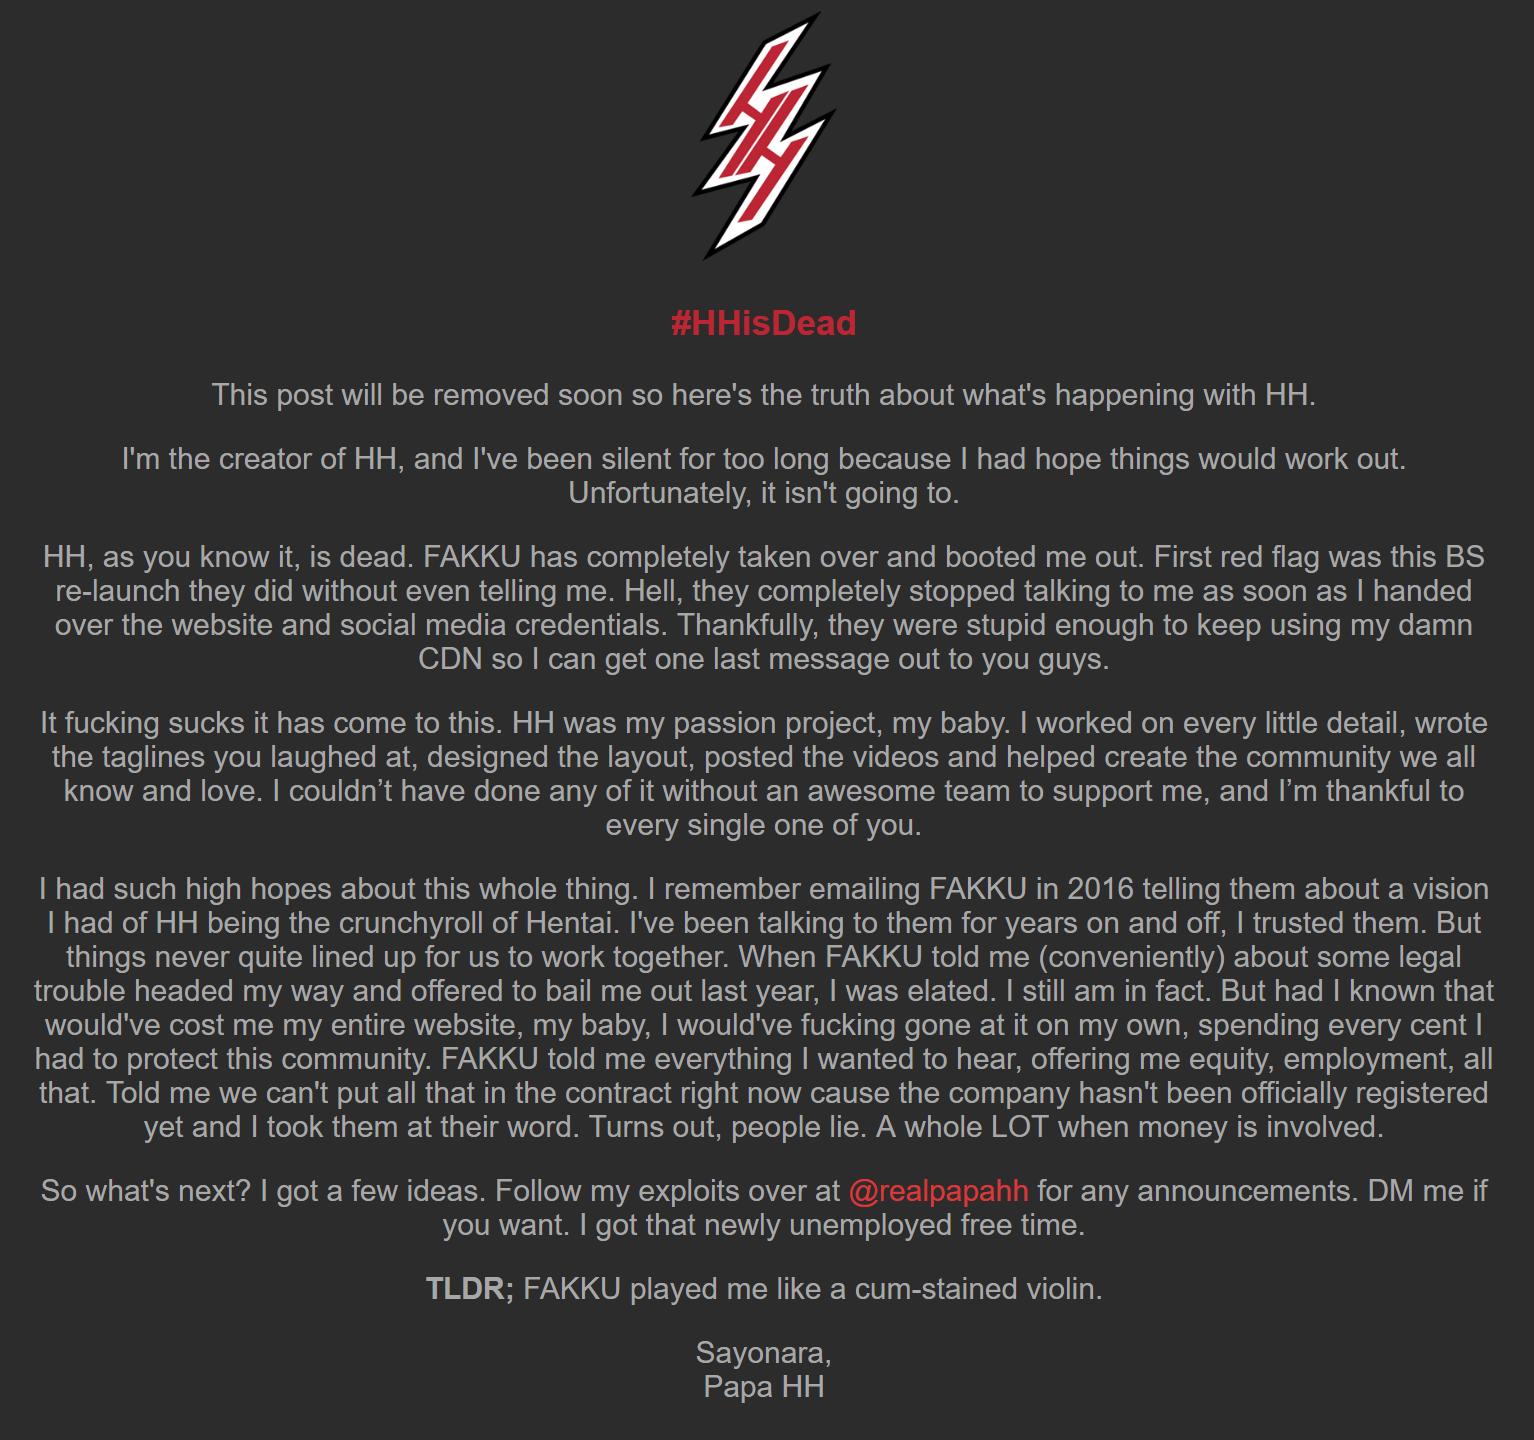 HH
#HHisDead
This post will be removed soon so here's the truth about what's happening with HH.
I'm the creator of HH, and I've been silent for too long because I had hope things would work out.
Unfortunately, it isn't going to.
HH, as you know it, is dead. FAKKU has completely taken over and booted me out. First red flag was this BS
re-launch they did without even telling me. Hell, they completely stopped talking to me as soon as I handed
over the website and social media credentials. Thankfully, they were stupid enough to keep using my damn
CDN so I can get one last message out to you guys.
It fucking sucks it has come to this. HH was my passion project, my baby. I worked on every little detail, wrote
the taglines you laughed at, designed the layout, posted the videos and helped create the community we all
know and love. I couldn’t have done any of it without an awesome team to support me, and I’m thankful to
every single one of you.
I had such high hopes about this whole thing. I remember emailing FAKKU in 2016 telling them about a vision
I had of HH being the crunchyroll of Hentai. I've been talking to them for years on and off, I trusted them. But
things never quite lined up for us to work together. When FAKKU told me (conveniently) about some legal
trouble headed my way and offered to bail me out last year, I was elated. I still am in fact. But had I known that
would've cost me my entire website, my baby, I would've fucking gone at it on my own, spending every cent I
had to protect this community. FAKKU told me everything I wanted to hear, offering me equity, employment, all
that. Told me we can't put all that in the contract right now cause the company hasn't been officially registered
yet and I took them at their word. Turns out, people lie. A whole LOT when money is involved.
So what's next? I got a few ideas. Follow my exploits over at @realpapahh for any announcements. DM me if
you want. I got that newly unemployed free time.
TLDR; FAKKU played me like a cum-stained violin.
Sayonara,
Papa HH